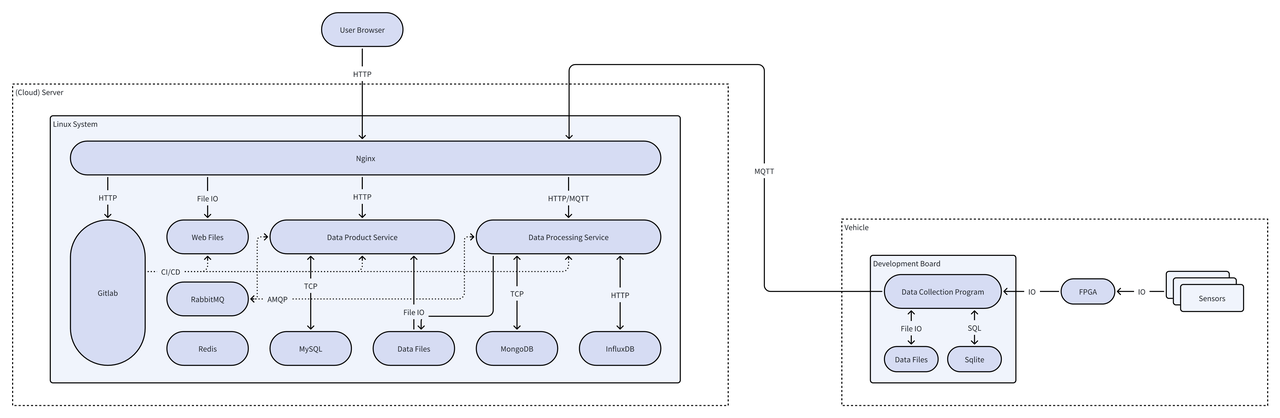 User Browser
HTTP
(Cloud) Server
Linux System
Nginx
MQTT
HTTP
File IO
HTTP
HTTP/MQTT
Web Files
Data Product Service
Data Processing Service
Gitlab
CI/CD
RabbitMQ
AMQP
TCP
File IO
TCP
HTTP
Redis
MySQL
Data Files
MongoDB
InfluxDB
Vehicle
Development Board
Data Collection Program
IO
FPGA
IO
Sensors
File IO
SQL
Data Files
Sqlite